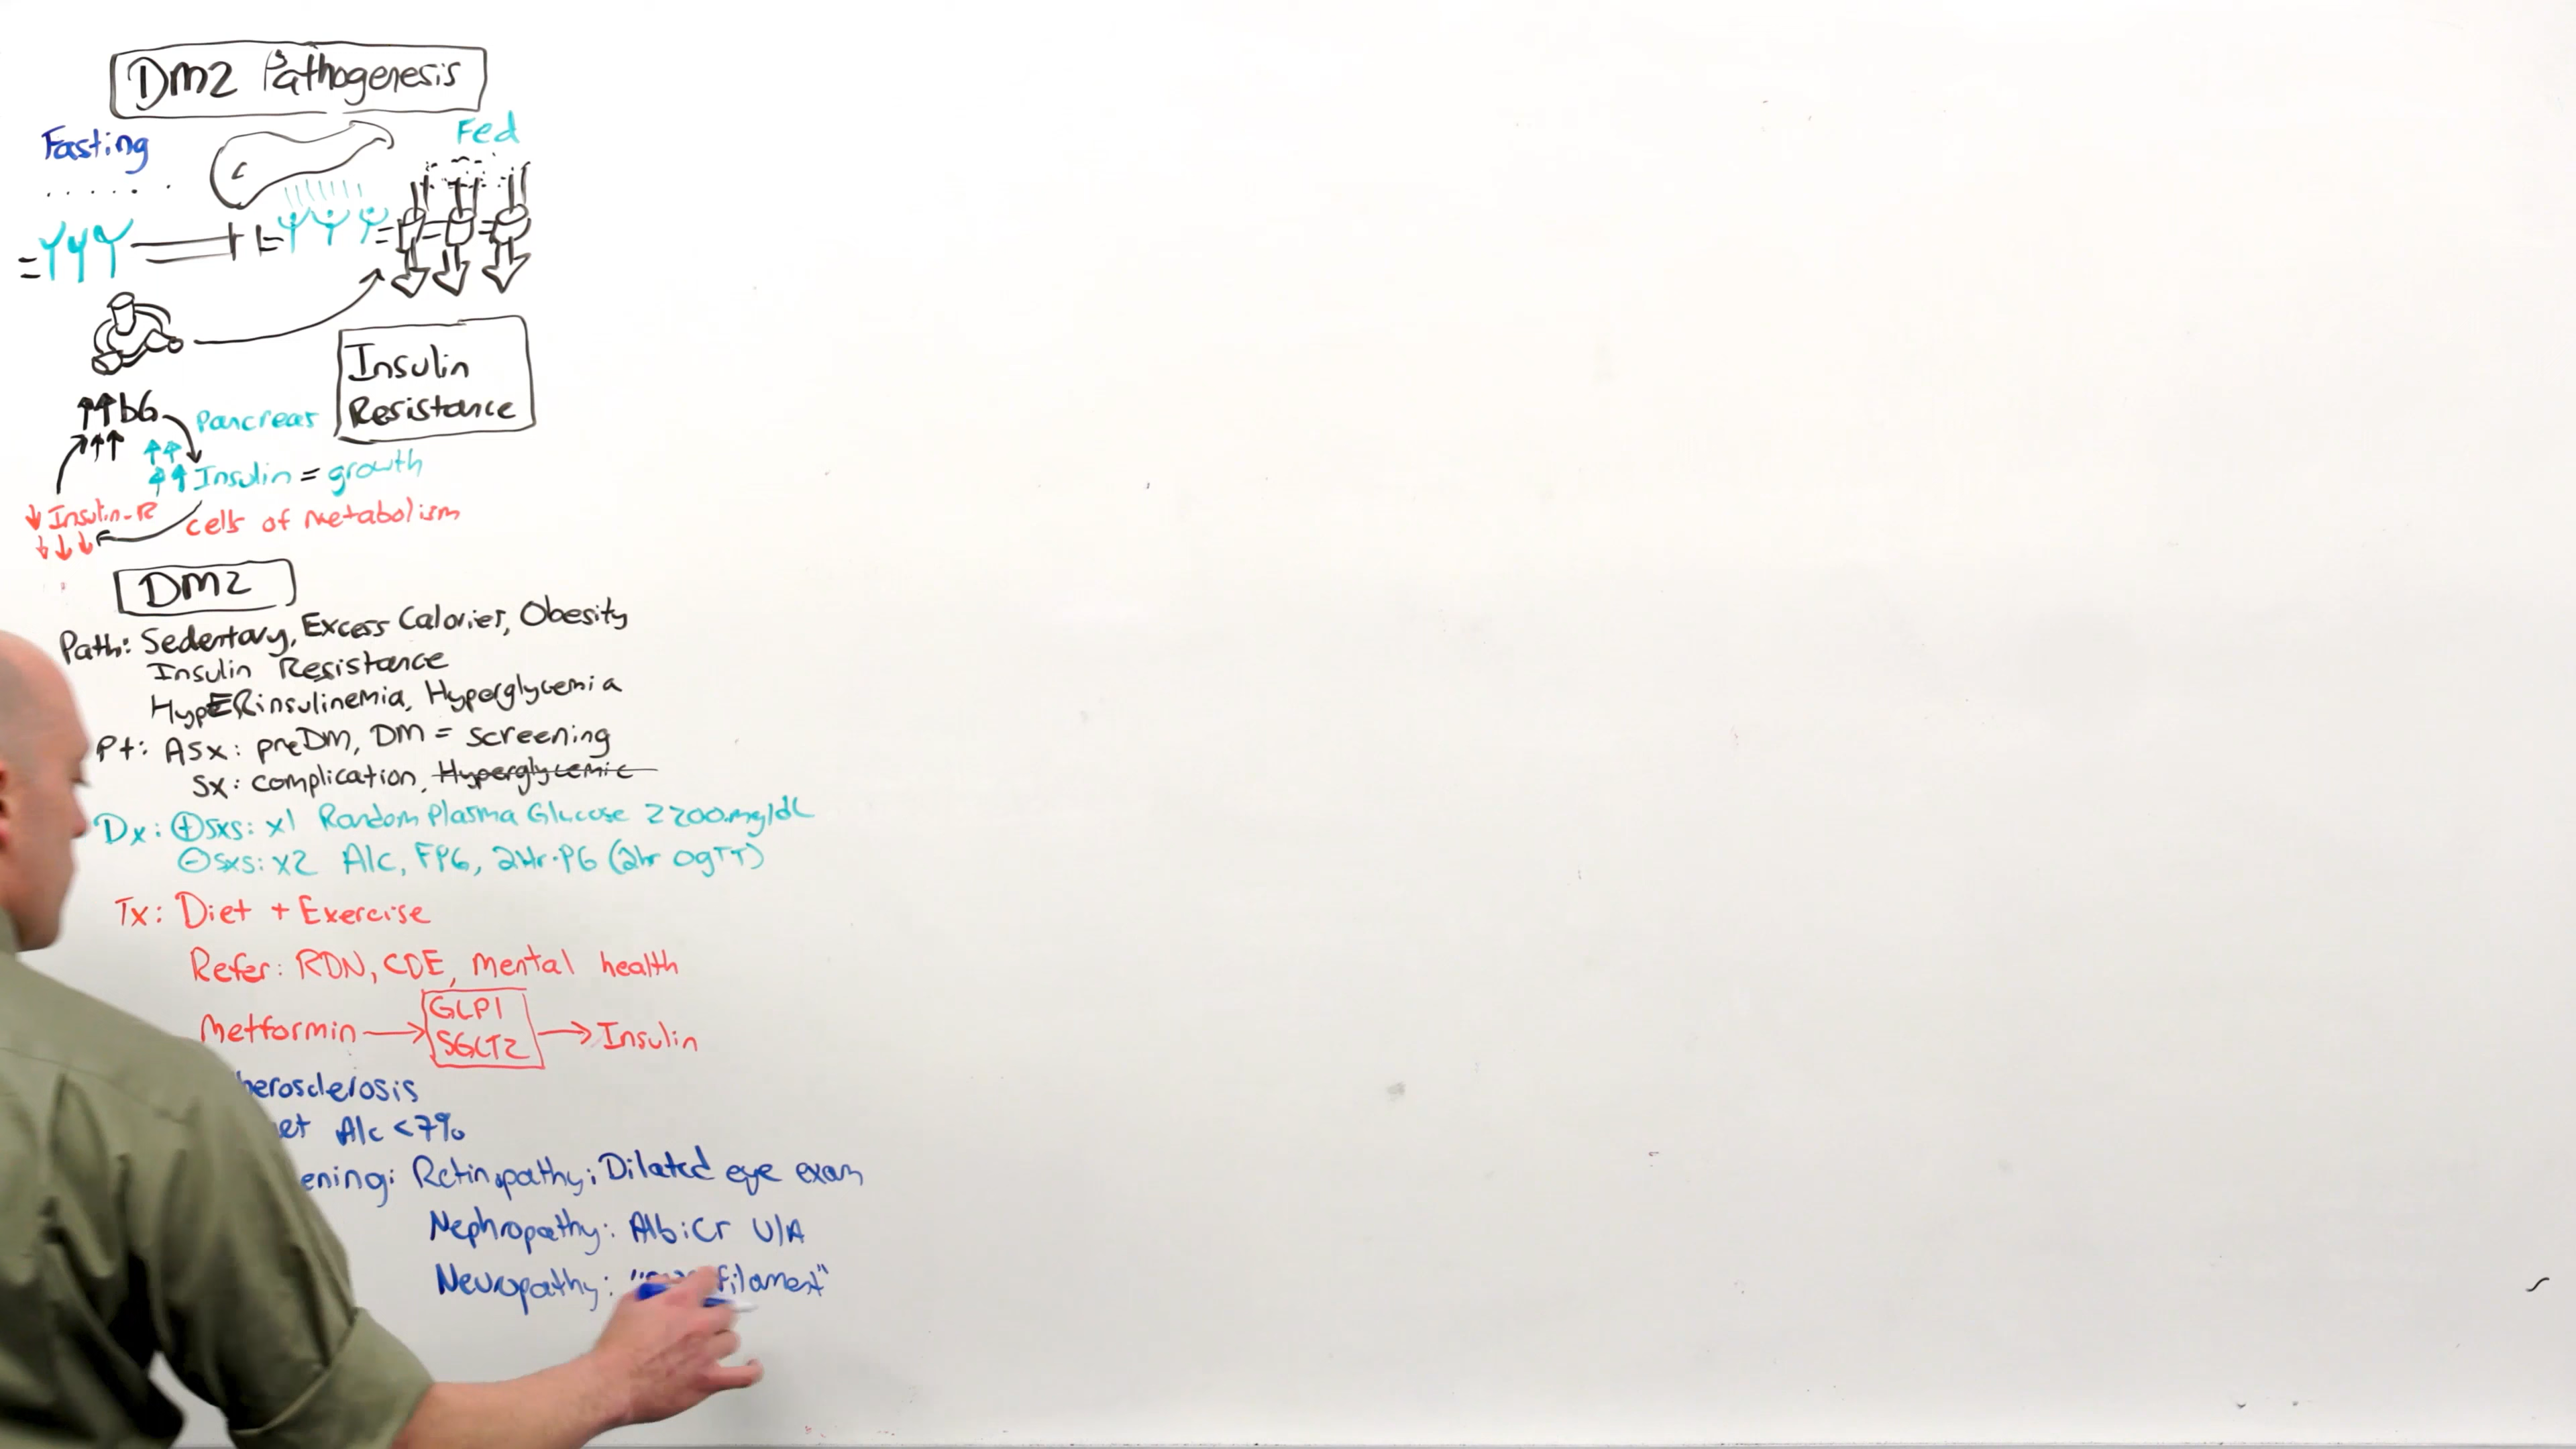 DM2 Pathogenesis
Fasting
Fed
Insulin
Resistance
↑↑bG
↑↑↑
Pancreas
↑↑
↑↑Insulin = growth
↓Insulin-R
cells of metabolism
↓↓↓
DM2
Path: Sedentary, Excess Calories, Obesity
Insulin Resistance
HypERinsulinemia, Hyperglycemia
Pt: Asx: preDM, DM = screening
Sx: complication, Hyperglycemic
Dx: ⊕sxs: x1 Random Plasma Glucose ≥200mg/dL
⊖sxs: x2 A1c, FPG, 2Hr-PG (2hr OgTT)
Tx: Diet + Exercise
Refer: RDN, CDE, Mental health
GLP1
Metformin → SGLT2 → Insulin
herosclerosis
et A1c <7%
ening: Retinopathy: Dilated eye exam
Nephropathy: Alb:Cr U/A
Neuropathy: " filament"